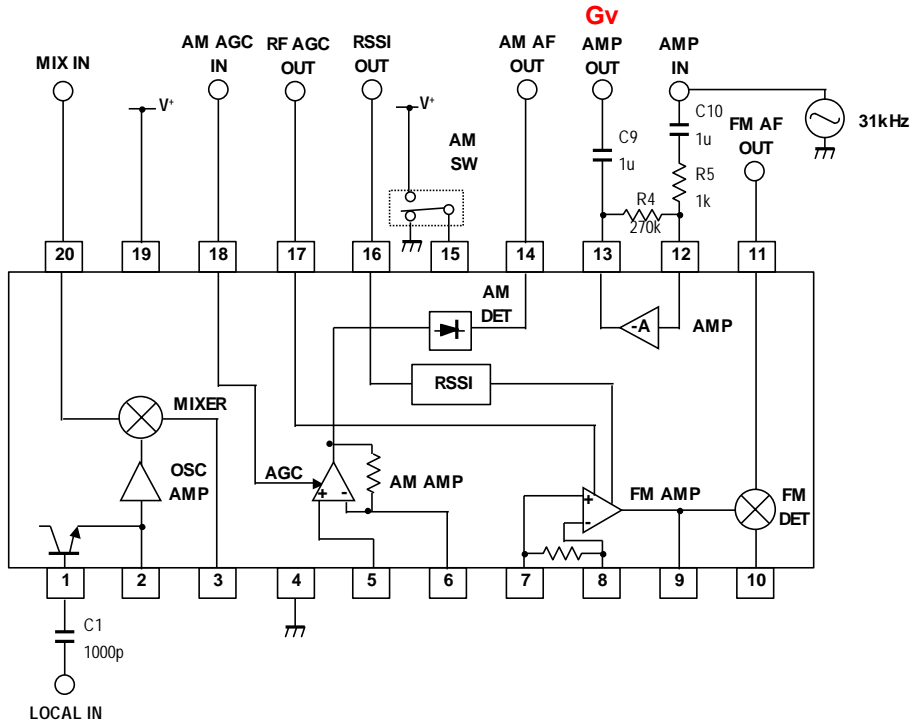 Gv
AM AGC
IN
RF AGC
OUT
RSSI
OUT
AM AF
OUT
AMP
OUT
AMP
IN
MIX IN
V+
V+
AM
SW
C9
1u
C10
1u
FM AF
OUT
31kHz
R5
1k
R4
270k
20
19
18
17
16
15
14
13
12
11
AM
DET
-A
AMP
RSSI
MIXER
OSC
AMP
AGC
+
-
AM AMP
+
-
FM AMP
FM
DET
1
2
3
4
5
6
7
8
9
10
C1
1000p
LOCAL IN